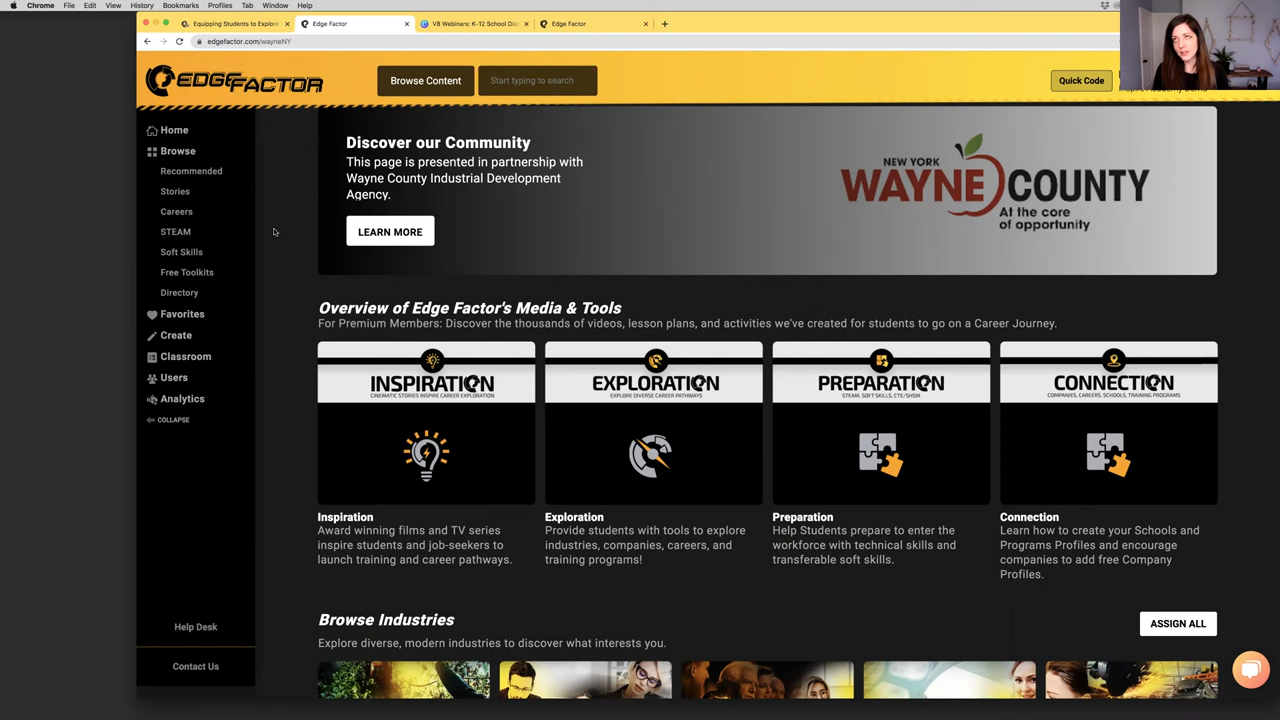 Chrome File Edit View History Bookmarks Profiles Tab Window Help
Equipping Students to Explore
Edge Factor
V8 Webinars: K-12 School Dis
Edge Factor
edgefactor.com/wayneNY
EDGE FACTOR
Browse Content
Start typing to search
Quick Code
Home
Browse
Recommended
Stories
Careers
STEAM
Soft Skills
Free Toolkits
Directory
Favorites
Create
Classroom
Users
Analytics
COLLAPSE
Help Desk
Contact Us
Discover our Community
This page is presented in partnership with
Wayne County Industrial Development
Agency.
LEARN MORE
NEW YORK
WAYNE COUNTY
At the core
of opportunity
Overview of Edge Factor's Media & Tools
For Premium Members: Discover the thousands of videos, lesson plans, and activities we've created for students to go on a Career Journey.
INSPIRATION
CINEMATIC STORIES INSPIRE CAREER EXPLORATION
Inspiration
Award winning films and TV series
inspire students and job-seekers to
launch training and career pathways.
EXPLORATION
EXPLORE DIVERSE CAREER PATHWAYS
Exploration
Provide students with tools to explore
industries, companies, careers, and
training programs!
PREPARATION
STEAM, SOFT SKILLS, CTE/SHSM
Preparation
Help Students prepare to enter the
workforce with technical skills and
transferable soft skills.
CONNECTION
COMPANIES, CAREERS, SCHOOLS, TRAINING PROGRAMS
Connection
Learn how to create your Schools and
Programs Profiles and encourage
companies to add free Company
Profiles.
Browse Industries
Explore diverse, modern industries to discover what interests you.
ASSIGN ALL